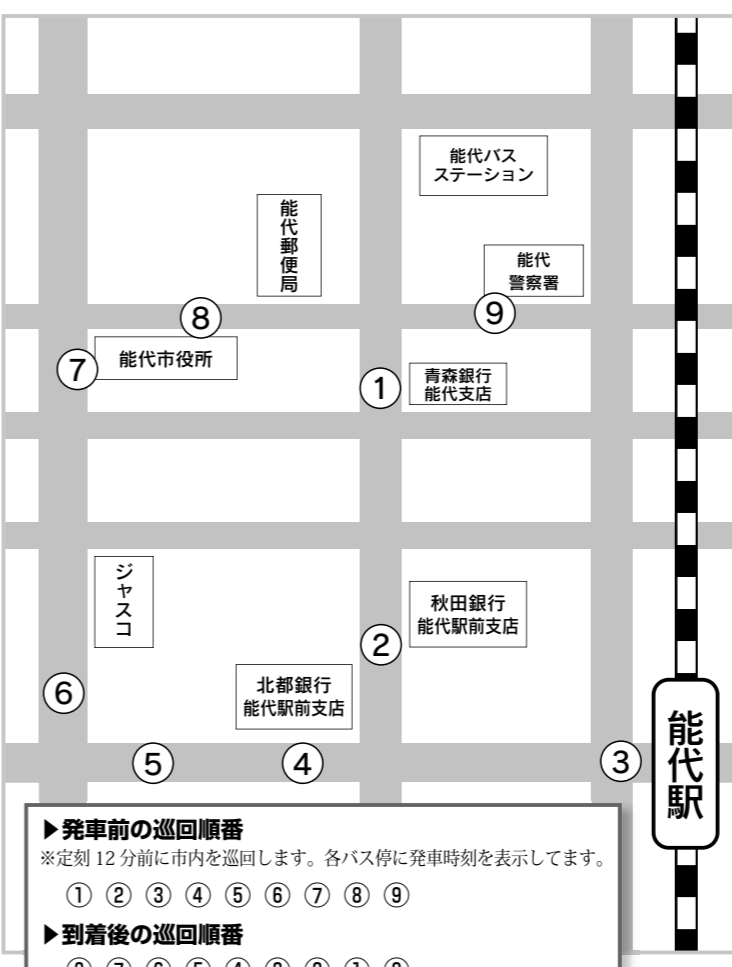 能代バス
ステーション
能代郵便局
能代
警察署
⑧
⑨
能代市役所
⑦
①
青森銀行
能代支店
ジャスコ
秋田銀行
能代駅前支店
②
北都銀行
能代駅前支店
⑥
⑤
④
③
能代駅
▶発車前の巡回順番
※定刻 12 分前に市内を巡回します。各バス停に発車時刻を表示してます。
① ② ③ ④ ⑤ ⑥ ⑦ ⑧ ⑨
▶到着後の巡回順番
⑦ ⑥ ⑤ ④ ①